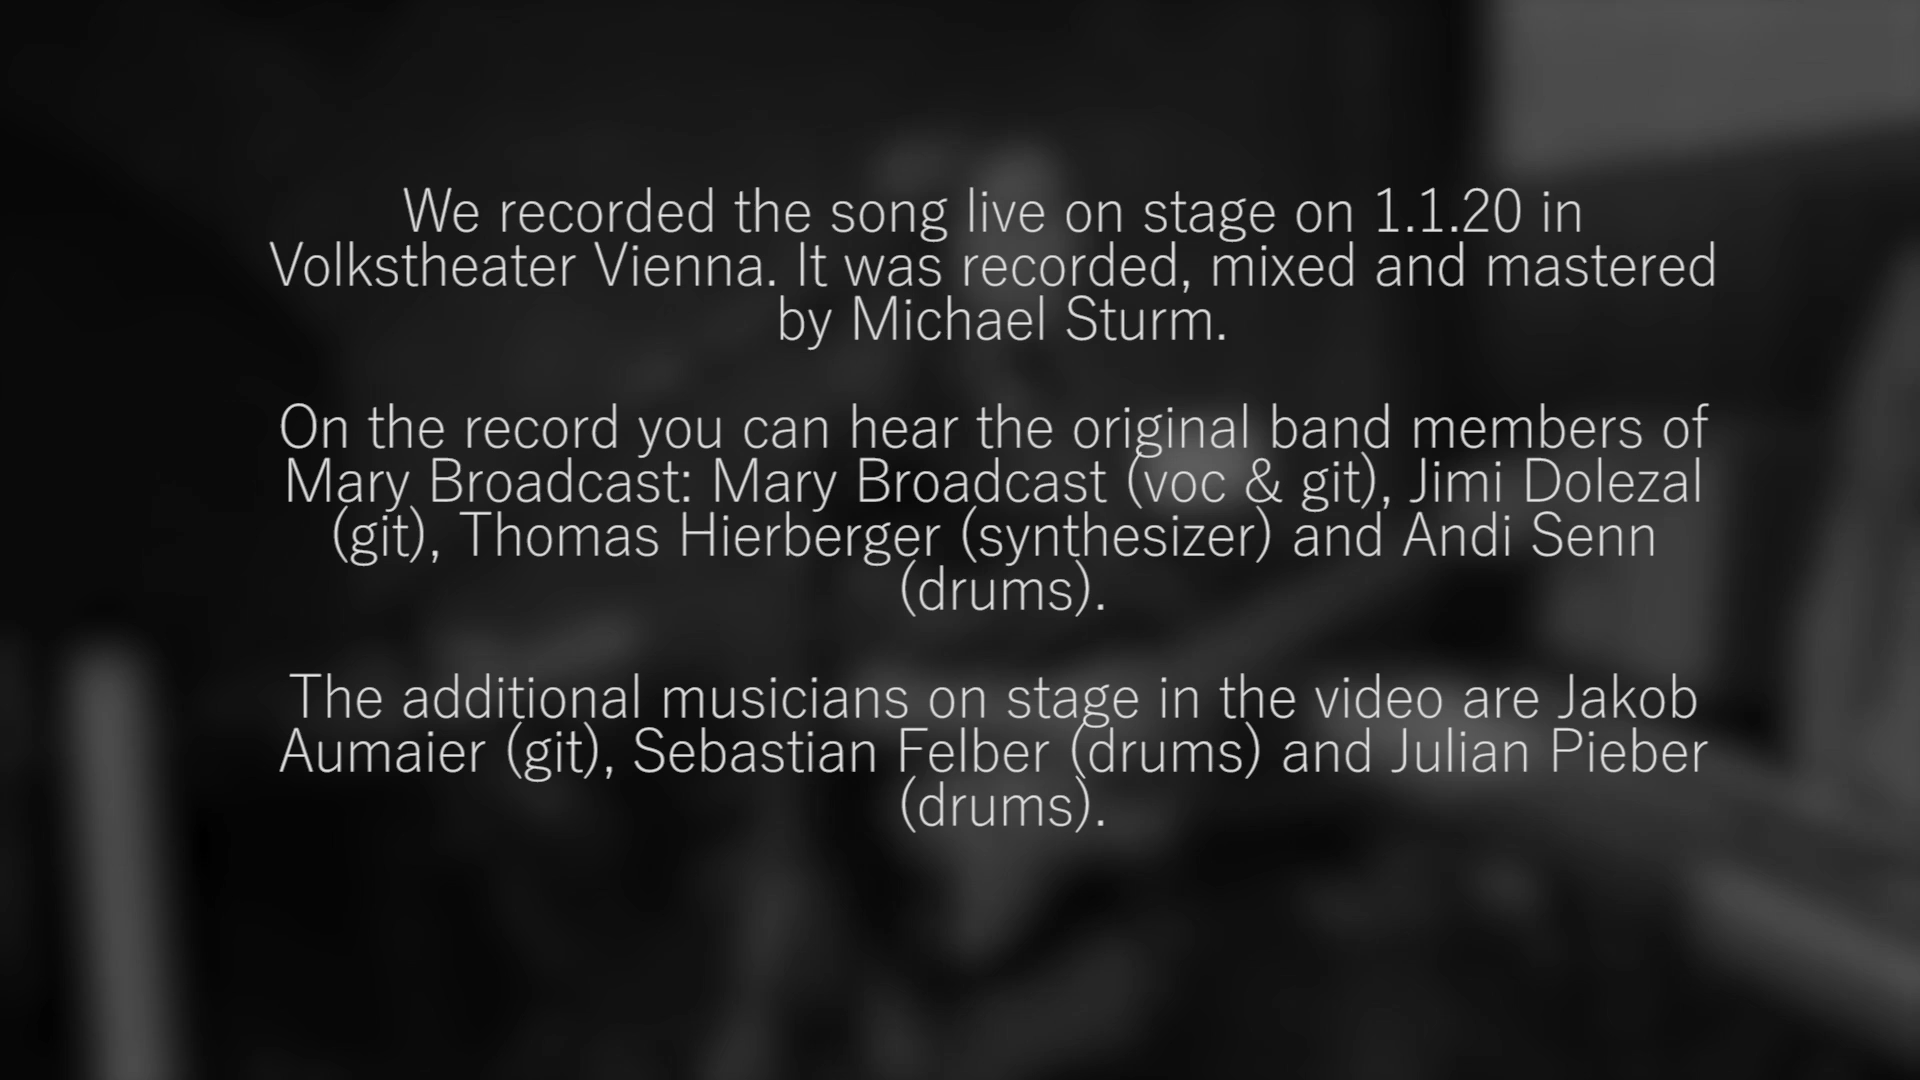 We recorded the song live on stage on 1.1.20 in
Volkstheater Vienna. It was recorded, mixed and mastered
by Michael Sturm.
On the record you can hear the original band members of
Mary Broadcast: Mary Broadcast (voc & git), Jimi Dolezal
(git), Thomas Hierberger (synthesizer) and Andi Senn
(drums).
The additional musicians on stage in the video are Jakob
Aumaier (git), Sebastian Felber (drums) and Julian Pieber
(drums).